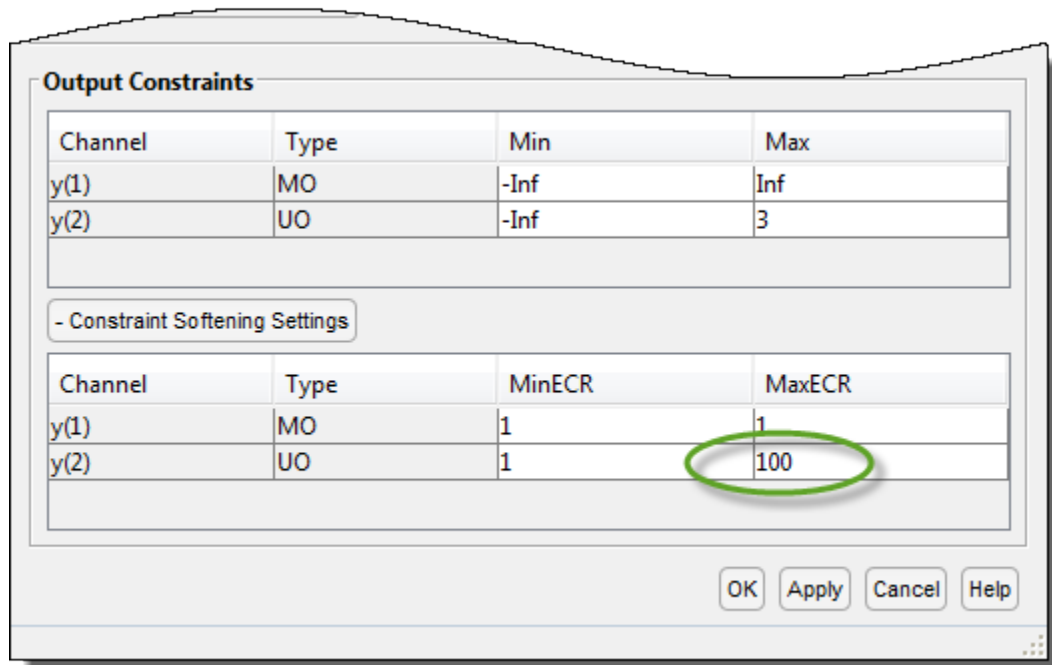 Output Constraints
Channel Type Min Max
y(1) MO -Inf Inf
y(2) UO -Inf 3
- Constraint Softening Settings
Channel Type MinECR MaxECR
y(1) MO 1 1
y(2) UO 1 100
OK Apply Cancel Help